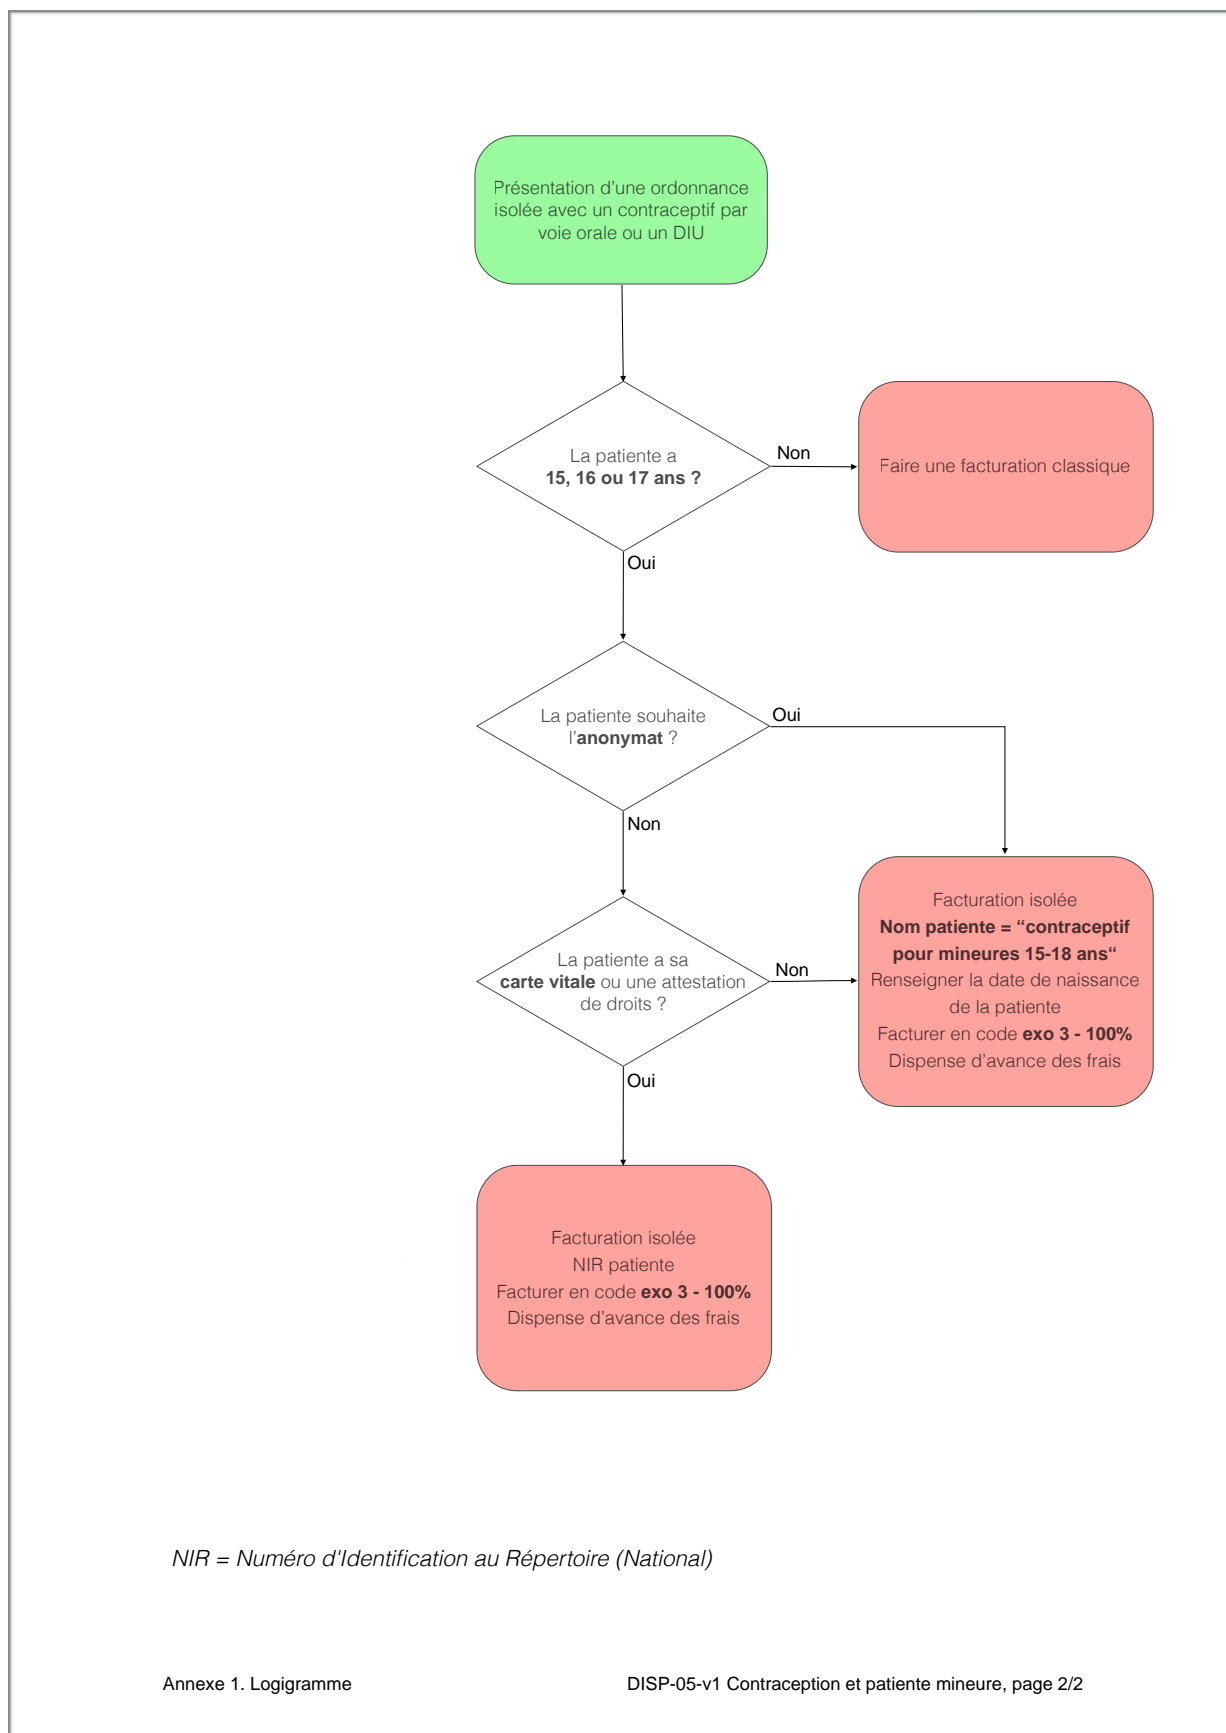 Présentation d'une ordonnance
isolée avec un contraceptif par
voie orale ou un DIU
La patiente a
15, 16 ou 17 ans ?
Non
Faire une facturation classique
Oui
La patiente souhaite
l'anonymat ?
Oui
Non
La patiente a sa
carte vitale ou une attestation
de droits ?
Non
Facturation isolée
Nom patiente = “contraceptif
pour mineures 15-18 ans“
Renseigner la date de naissance
de la patiente
Facturer en code exo 3 - 100%
Dispense d'avance des frais
Oui
Facturation isolée
NIR patiente
Facturer en code exo 3 - 100%
Dispense d'avance des frais
NIR = Numéro d'Identification au Répertoire (National)
Annexe 1. Logigramme
DISP-05-v1 Contraception et patiente mineure, page 2/2